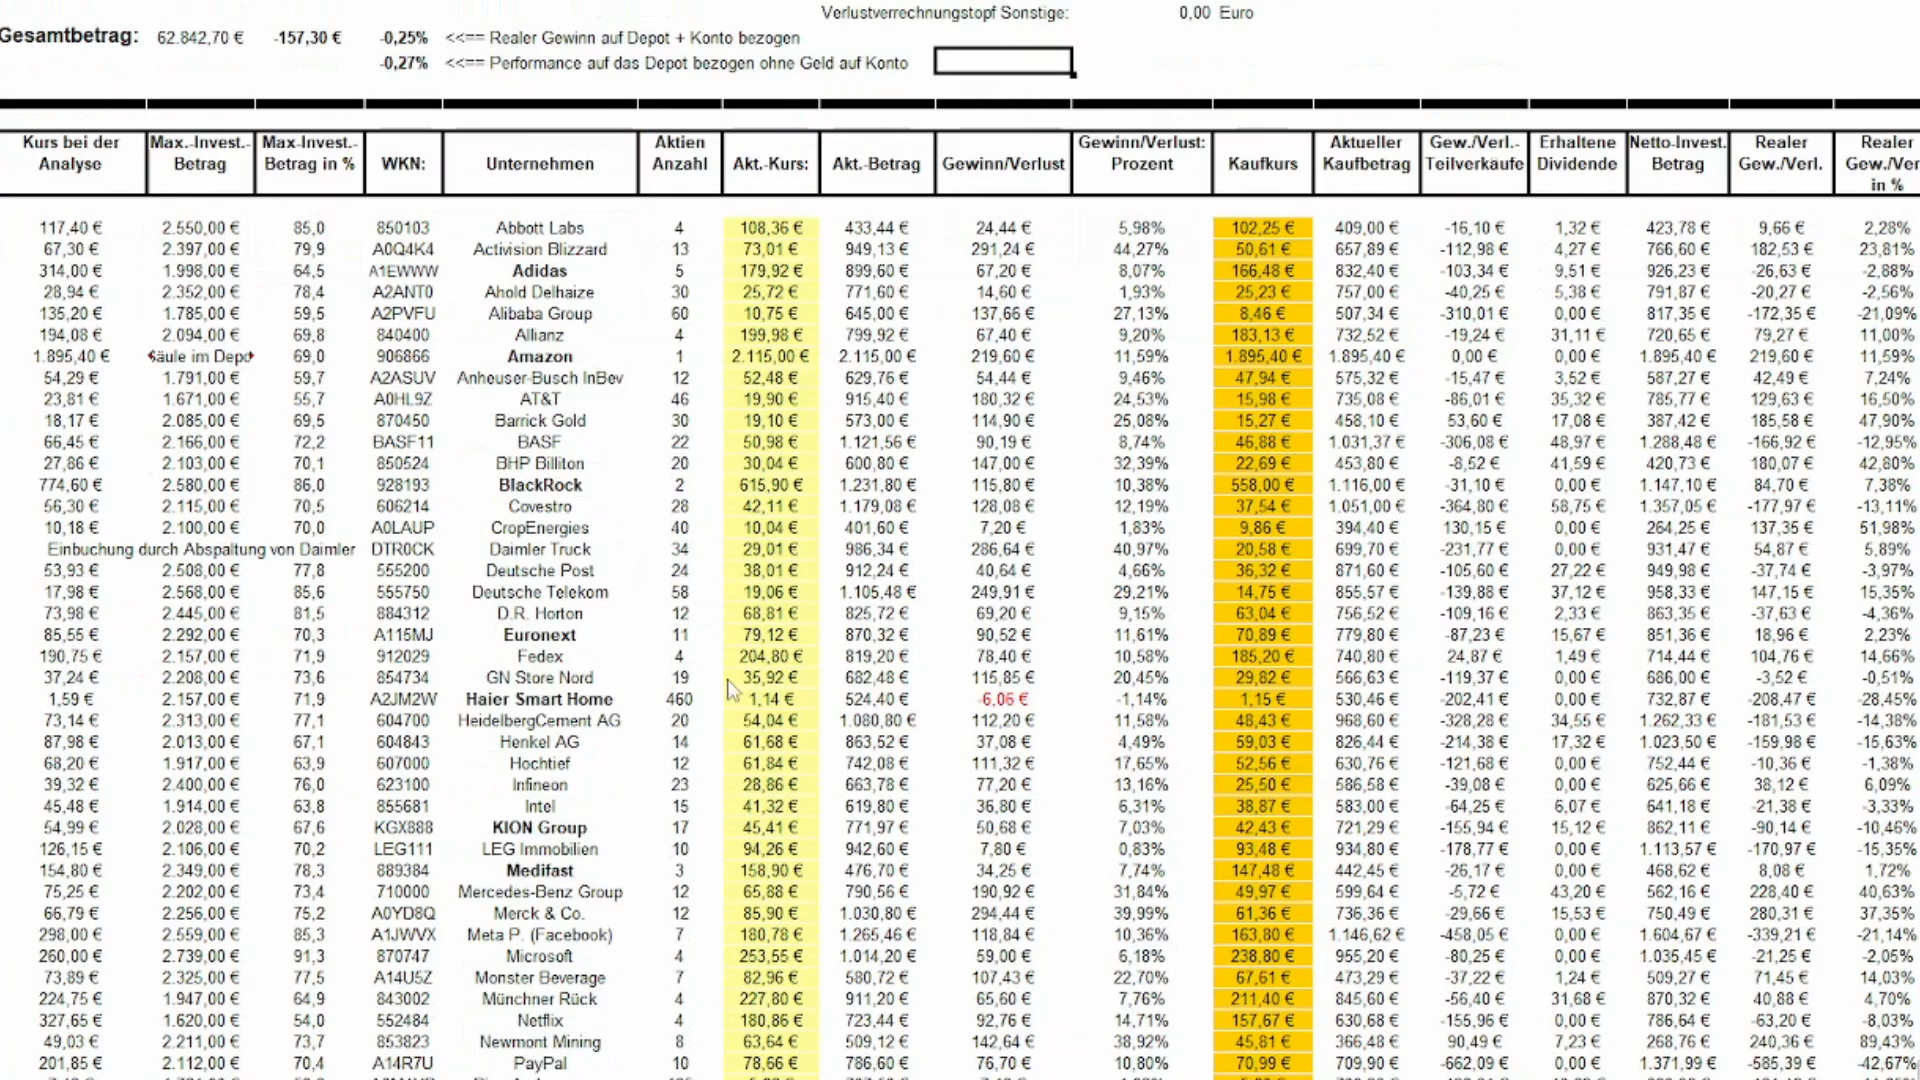 Verlustverrechnungstopf Sonstige: 0,00 Euro
Gesamtbetrag: 62.842,70 € -157,30 € -0,25% <<== Realer Gewinn auf Depot + Konto bezogen
-0,27% <<== Performance auf das Depot bezogen ohne Geld auf Konto
Kurs bei der Analyse Max.-Invest.-Betrag Max-Invest.-Betrag in % WKN: Unternehmen Aktien Anzahl Akt.-Kurs: Akt.-Betrag Gewinn/Verlust Gewinn/Verlust: Prozent Kaufkurs Aktueller Kaufbetrag Gew./Verl.-Teilverkäufe Erhaltene Dividende Netto-Invest. Betrag Realer Gew./Verl. Realer Gew./Ver in %
117,40 € 2.550,00 € 85,0 850103 Abbott Labs 4 108,36 € 433,44 € 24,44 € 5,98% 102,25 € 409,00 € -16,10 € 1,32 € 423,78 € 9,66 € 2,28%
67,30 € 2.397,00 € 79,9 A0Q4K4 Activision Blizzard 13 73,01 € 949,13 € 291,24 € 44,27% 50,61 € 657,89 € -112,98 € 4,27 € 766,60 € 182,53 € 23,81%
314,00 € 1.998,00 € 64,5 A1EWWW Adidas 5 179,92 € 899,60 € 67,20 € 8,07% 166,48 € 832,40 € -103,34 € 9,51 € 926,23 € -26,63 € -2,88%
28,94 € 2.352,00 € 78,4 A2ANT0 Ahold Delhaize 30 25,72 € 771,60 € 14,60 € 1,93% 25,23 € 757,00 € -40,25 € 5,38 € 791,87 € -20,27 € -2,56%
135,20 € 1.785,00 € 59,5 A2PVFU Alibaba Group 60 10,75 € 645,00 € 137,66 € 27,13% 8,46 € 507,34 € -310,01 € 0,00 € 817,35 € -172,35 € -21,09%
194,08 € 2.094,00 € 69,8 840400 Allianz 4 199,98 € 799,92 € 67,40 € 9,20% 183,13 € 732,52 € -19,24 € 31,11 € 720,65 € 79,27 € 11,00%
1.895,40 € säule im Depo 69,0 906866 Amazon 1 2.115,00 € 2.115,00 € 219,60 € 11,59% 1.895,40 € 1.895,40 € 0,00 € 0,00 € 1.895,40 € 219,60 € 11,59%
54,29 € 1.791,00 € 59,7 A2ASUV Anheuser-Busch InBev 12 52,48 € 629,76 € 54,44 € 9,46% 47,94 € 575,32 € -15,47 € 3,52 € 587,27 € 42,49 € 7,24%
23,81 € 1.671,00 € 55,7 A0HL9Z AT&T 46 19,90 € 915,40 € 180,32 € 24,53% 15,98 € 735,08 € -86,01 € 35,32 € 785,77 € 129,63 € 16,50%
18,17 € 2.085,00 € 69,5 870450 Barrick Gold 30 19,10 € 573,00 € 114,90 € 25,08% 15,27 € 458,10 € 53,60 € 17,08 € 387,42 € 185,58 € 47,90%
66,45 € 2.166,00 € 72,2 BASF11 BASF 22 50,98 € 1.121,56 € 90,19 € 8,74% 46,88 € 1.031,37 € -306,08 € 48,97 € 1.288,48 € -166,92 € -12,95%
27,86 € 2.103,00 € 70,1 850524 BHP Billiton 20 30,04 € 600,80 € 147,00 € 32,39% 22,69 € 453,80 € -8,52 € 41,59 € 420,73 € 180,07 € 42,80%
774,60 € 2.580,00 € 86,0 928193 BlackRock 2 615,90 € 1.231,80 € 115,80 € 10,38% 558,00 € 1.116,00 € -31,10 € 0,00 € 1.147,10 € 84,70 € 7,38%
56,30 € 2.115,00 € 70,5 606214 Covestro 28 42,11 € 1.179,08 € 128,08 € 12,19% 37,54 € 1.051,00 € -364,80 € 58,75 € 1.357,05 € -177,97 € -13,11%
10,18 € 2.100,00 € 70,0 A0LAUP CropEnergies 40 10,04 € 401,60 € 7,20 € 1,83% 9,86 € 394,40 € 130,15 € 0,00 € 264,25 € 137,35 € 51,98%
Einbuchung durch Abspaltung von Daimler DTR0CK Daimler Truck 34 29,01 € 986,34 € 286,64 € 40,97% 20,58 € 699,70 € -231,77 € 0,00 € 931,47 € 54,87 € 5,89%
53,93 € 2.508,00 € 77,8 555200 Deutsche Post 24 38,01 € 912,24 € 40,64 € 4,66% 36,32 € 871,60 € -105,60 € 27,22 € 949,98 € -37,74 € -3,97%
17,98 € 2.568,00 € 85,6 555750 Deutsche Telekom 58 19,06 € 1.105,48 € 249,91 € 29,21% 14,75 € 855,57 € -139,88 € 37,12 € 958,33 € 147,15 € 15,35%
73,98 € 2.445,00 € 81,5 884312 D.R. Horton 12 68,81 € 825,72 € 69,20 € 9,15% 63,04 € 756,52 € -109,16 € 2,33 € 863,35 € -37,63 € -4,36%
85,55 € 2.292,00 € 70,3 A115MJ Euronext 11 79,12 € 870,32 € 90,52 € 11,61% 70,89 € 779,80 € -87,23 € 15,67 € 851,36 € 18,96 € 2,23%
190,75 € 2.157,00 € 71,9 912029 Fedex 4 204,80 € 819,20 € 78,40 € 10,58% 185,20 € 740,80 € 24,87 € 1,49 € 714,44 € 104,76 € 14,66%
37,24 € 2.208,00 € 73,6 854734 GN Store Nord 19 35,92 € 682,48 € 115,85 € 20,45% 29,82 € 566,63 € -119,37 € 0,00 € 686,00 € -3,52 € -0,51%
1,59 € 2.157,00 € 71,9 A2JM2W Haier Smart Home 460 1,14 € 524,40 € -6,06 € -1,14% 1,15 € 530,46 € -202,41 € 0,00 € 732,87 € -208,47 € -28,45%
73,14 € 2.313,00 € 77,1 604700 HeidelbergCement AG 20 54,04 € 1.080,80 € 112,20 € 11,58% 48,43 € 968,60 € -328,28 € 34,55 € 1.262,33 € -181,53 € -14,38%
87,98 € 2.013,00 € 67,1 604843 Henkel AG 14 61,68 € 863,52 € 37,08 € 4,49% 59,03 € 826,44 € -214,38 € 17,32 € 1.023,50 € -159,98 € -15,63%
68,20 € 1.917,00 € 63,9 607000 Hochtief 12 61,84 € 742,08 € 111,32 € 17,65% 52,56 € 630,76 € -121,68 € 0,00 € 752,44 € -10,36 € -1,38%
39,32 € 2.400,00 € 76,0 623100 Infineon 23 28,86 € 663,78 € 77,20 € 13,16% 25,50 € 586,58 € -39,08 € 0,00 € 625,66 € 38,12 € 6,09%
45,48 € 1.914,00 € 63,8 855681 Intel 15 41,32 € 619,80 € 36,80 € 6,31% 38,87 € 583,00 € -64,25 € 6,07 € 641,18 € -21,38 € -3,33%
54,99 € 2.028,00 € 67,6 KGX888 KION Group 17 45,41 € 771,97 € 50,68 € 7,03% 42,43 € 721,29 € -155,94 € 15,12 € 862,11 € -90,14 € -10,46%
126,15 € 2.106,00 € 70,2 LEG111 LEG Immobilien 10 94,26 € 942,60 € 7,80 € 0,83% 93,48 € 934,80 € -178,77 € 0,00 € 1.113,57 € -170,97 € -15,35%
154,80 € 2.349,00 € 78,3 889384 Medifast 3 158,90 € 476,70 € 34,25 € 7,74% 147,48 € 442,45 € -26,17 € 0,00 € 468,62 € 8,08 € 1,72%
75,25 € 2.202,00 € 73,4 710000 Mercedes-Benz Group 12 65,88 € 790,56 € 190,92 € 31,84% 49,97 € 599,64 € -5,72 € 43,20 € 562,16 € 228,40 € 40,63%
66,79 € 2.256,00 € 75,2 A0YD8Q Merck & Co. 12 85,90 € 1.030,80 € 294,44 € 39,99% 61,36 € 736,36 € -29,66 € 15,53 € 750,49 € 280,31 € 37,35%
298,00 € 2.559,00 € 85,3 A1JWVX Meta P. (Facebook) 7 180,78 € 1.265,46 € 118,84 € 10,36% 163,80 € 1.146,62 € -458,05 € 0,00 € 1.604,67 € -339,21 € -21,14%
260,00 € 2.739,00 € 91,3 870747 Microsoft 4 253,55 € 1.014,20 € 59,00 € 6,18% 238,80 € 955,20 € -80,25 € 0,00 € 1.035,45 € -21,25 € -2,05%
73,89 € 2.325,00 € 77,5 A14U5Z Monster Beverage 7 82,96 € 580,72 € 107,43 € 22,70% 67,61 € 473,29 € -37,22 € 1,24 € 509,27 € 71,45 € 14,03%
224,75 € 1.947,00 € 64,9 843002 Münchner Rück 4 227,80 € 911,20 € 65,60 € 7,76% 211,40 € 845,60 € -56,40 € 31,68 € 870,32 € 40,88 € 4,70%
327,65 € 1.620,00 € 54,0 552484 Netflix 4 180,86 € 723,44 € 92,76 € 14,71% 157,67 € 630,68 € -155,96 € 0,00 € 786,64 € -63,20 € -8,03%
49,03 € 2.211,00 € 73,7 853823 Newmont Mining 8 63,64 € 509,12 € 142,64 € 38,92% 45,81 € 366,48 € 90,49 € 7,23 € 268,76 € 240,36 € 89,43%
201,85 € 2.112,00 € 70,4 A14R7U PayPal 10 78,66 € 786,60 € 76,70 € 10,80% 70,99 € 709,90 € -662,09 € 0,00 € 1.371,99 € -585,39 € -42,67%